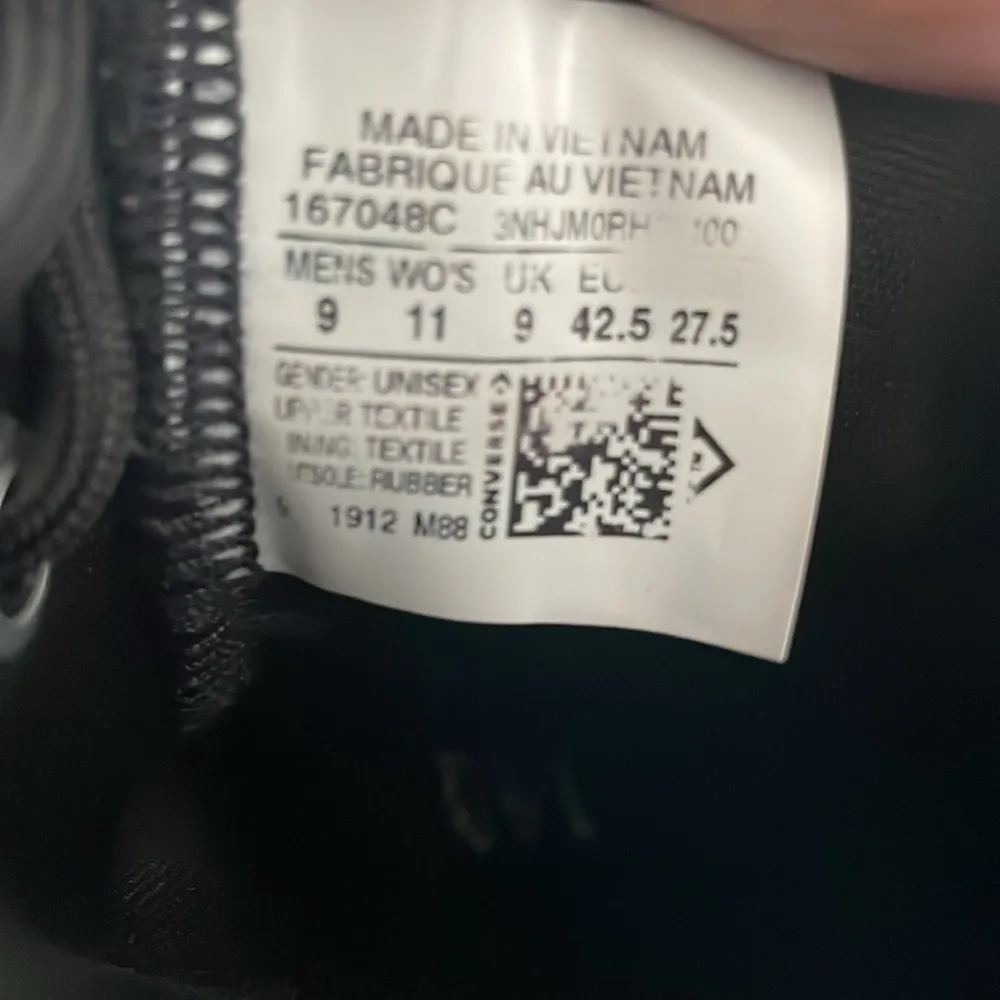 MADE IN VIETNAM
FABRIQUE AU VIETNAM
167048C
MENS WO'S UK
9 11 9 42.5 27.5
GENDER: UNISEX
TEXTILE
TEXTILE
RUBBER
1912 M88
CONVERSE